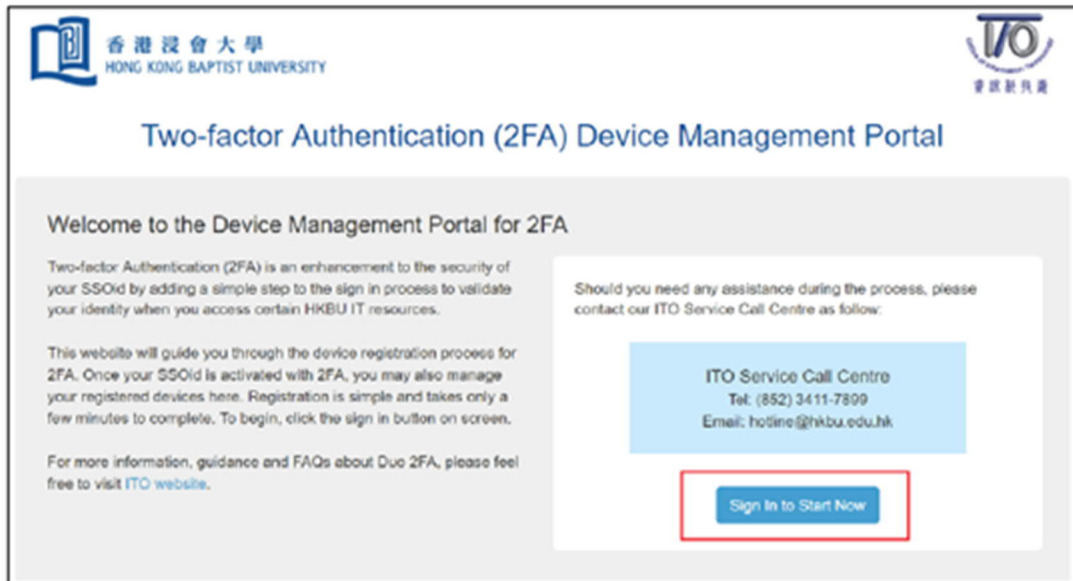 香港浸會大學
HONG KONG BAPTIST UNIVERSITY
ITO
Two-factor Authentication (2FA) Device Management Portal
Welcome to the Device Management Portal for 2FA
Two-factor Authentication (2FA) is an enhancement to the security of
your SSOid by adding a simple step to the sign in process to validate
your identity when you access certain HKBU IT resources.
This website will guide you through the device registration process for
2FA. Once your SSOid is activated with 2FA, you may also manage
your registered devices here. Registration is simple and takes only a
few minutes to complete. To begin, click the sign in button on screen.
For more information, guidance and FAQs about Duo 2FA, please feel
free to visit ITO website.
Should you need any assistance during the process, please
contact our ITO Service Call Centre as follow:
ITO Service Call Centre
Tel: (852) 3411-7899
Email: hotline@hkbu.edu.hk
Sign In to Start Now